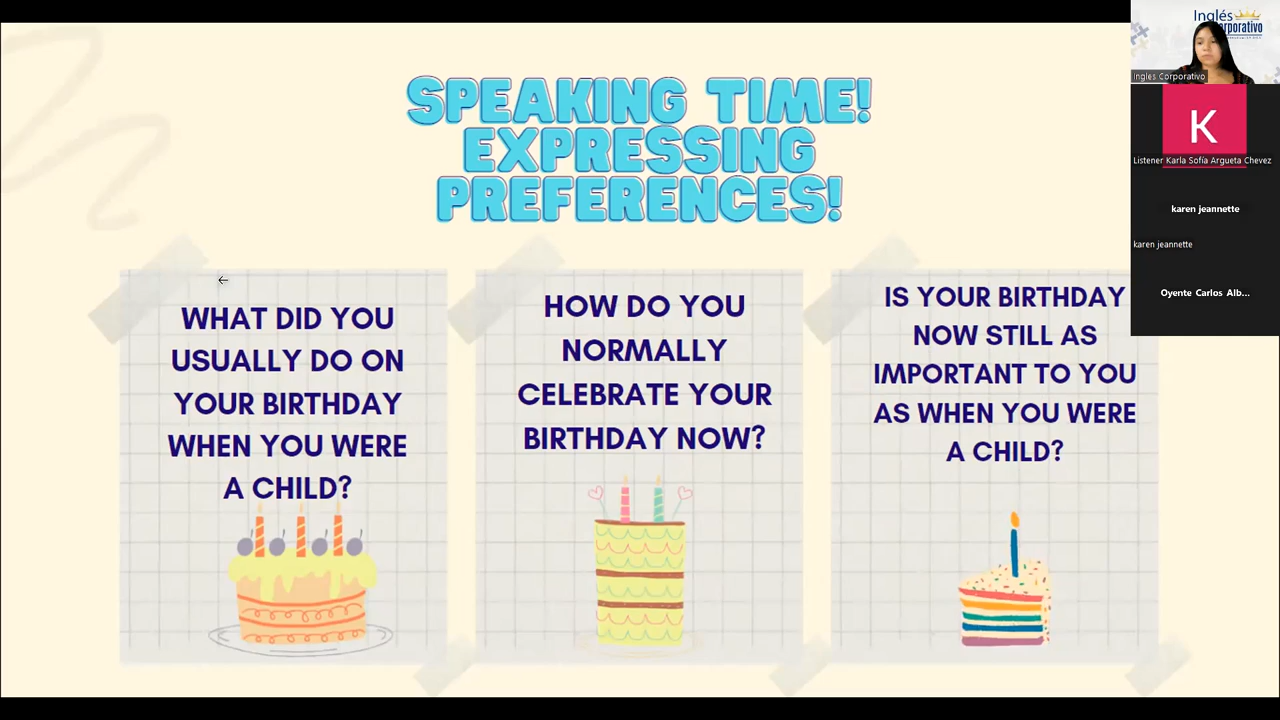 SPEAKING TIME!
EXPRESSING
PREFERENCES!
WHAT DID YOU
USUALLY DO ON
YOUR BIRTHDAY
WHEN YOU WERE
A CHILD?
HOW DO YOU
NORMALLY
CELEBRATE YOUR
BIRTHDAY NOW?
IS YOUR BIRTHDAY
NOW STILL AS
IMPORTANT TO YOU
AS WHEN YOU WERE
A CHILD?
Inglés
rporativo
Ingles Corporativo
K
Listener Karla Sofía Argueta Chevez
karen jeannette
karen jeannette
Oyente Carlos Alb...